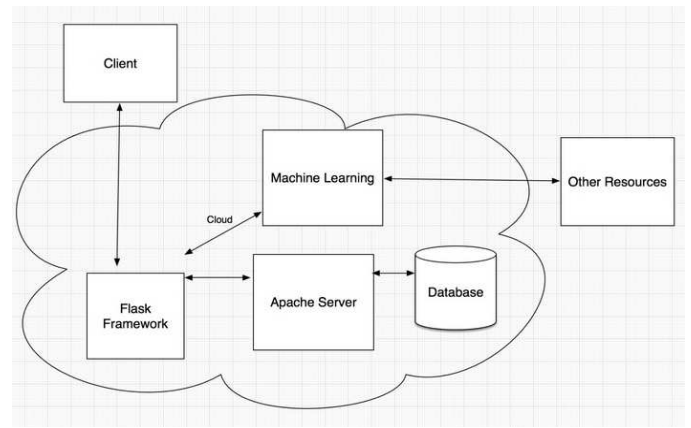 Client
Machine Learning
Other Resources
Cloud
Flask
Framework
Apache Server
Database